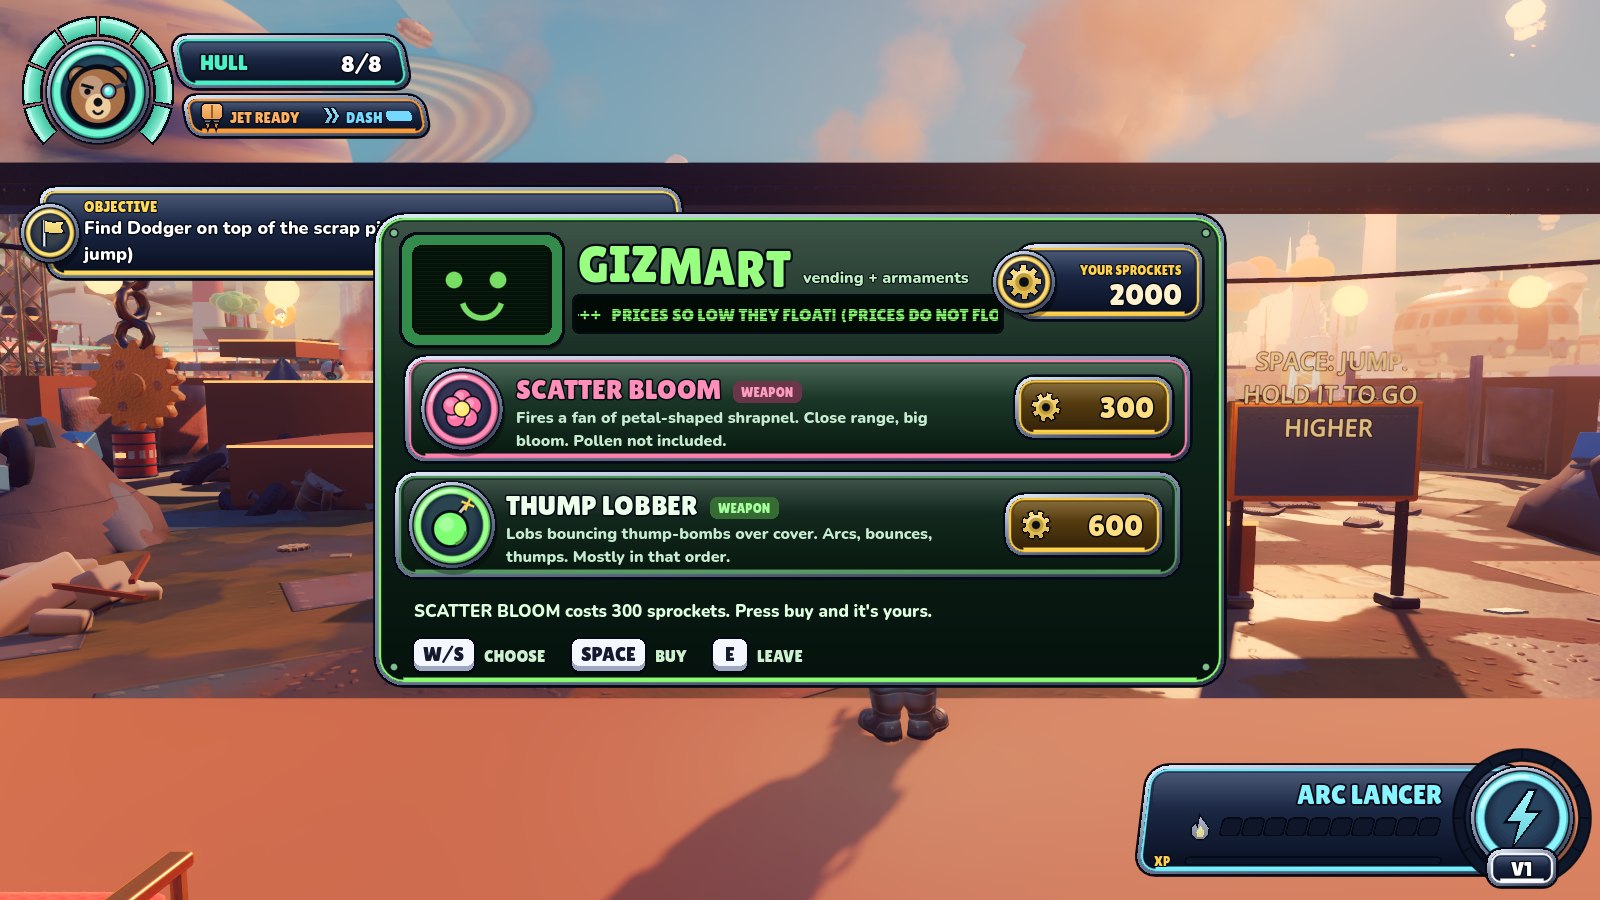 HULL 8/8
JET READY DASH
OBJECTIVE
Find Dodger on top of the scrap
jump)
GIZMART vending + armaments
YOUR SPROCKETS
2000
++ PRICES SO LOW THEY FLOAT! (PRICES DO NOT FLO
SCATTER BLOOM WEAPON
Fires a fan of petal-shaped shrapnel. Close range, big
bloom. Pollen not included.
300
THUMP LOBBER WEAPON
Lobs bouncing thump-bombs over cover. Arcs, bounces,
thumps. Mostly in that order.
600
SCATTER BLOOM costs 300 sprockets. Press buy and it's yours.
W/S CHOOSE SPACE BUY E LEAVE
SPACE: JUMP.
HOLD IT TO GO
HIGHER
ARC LANCER
XP
V1